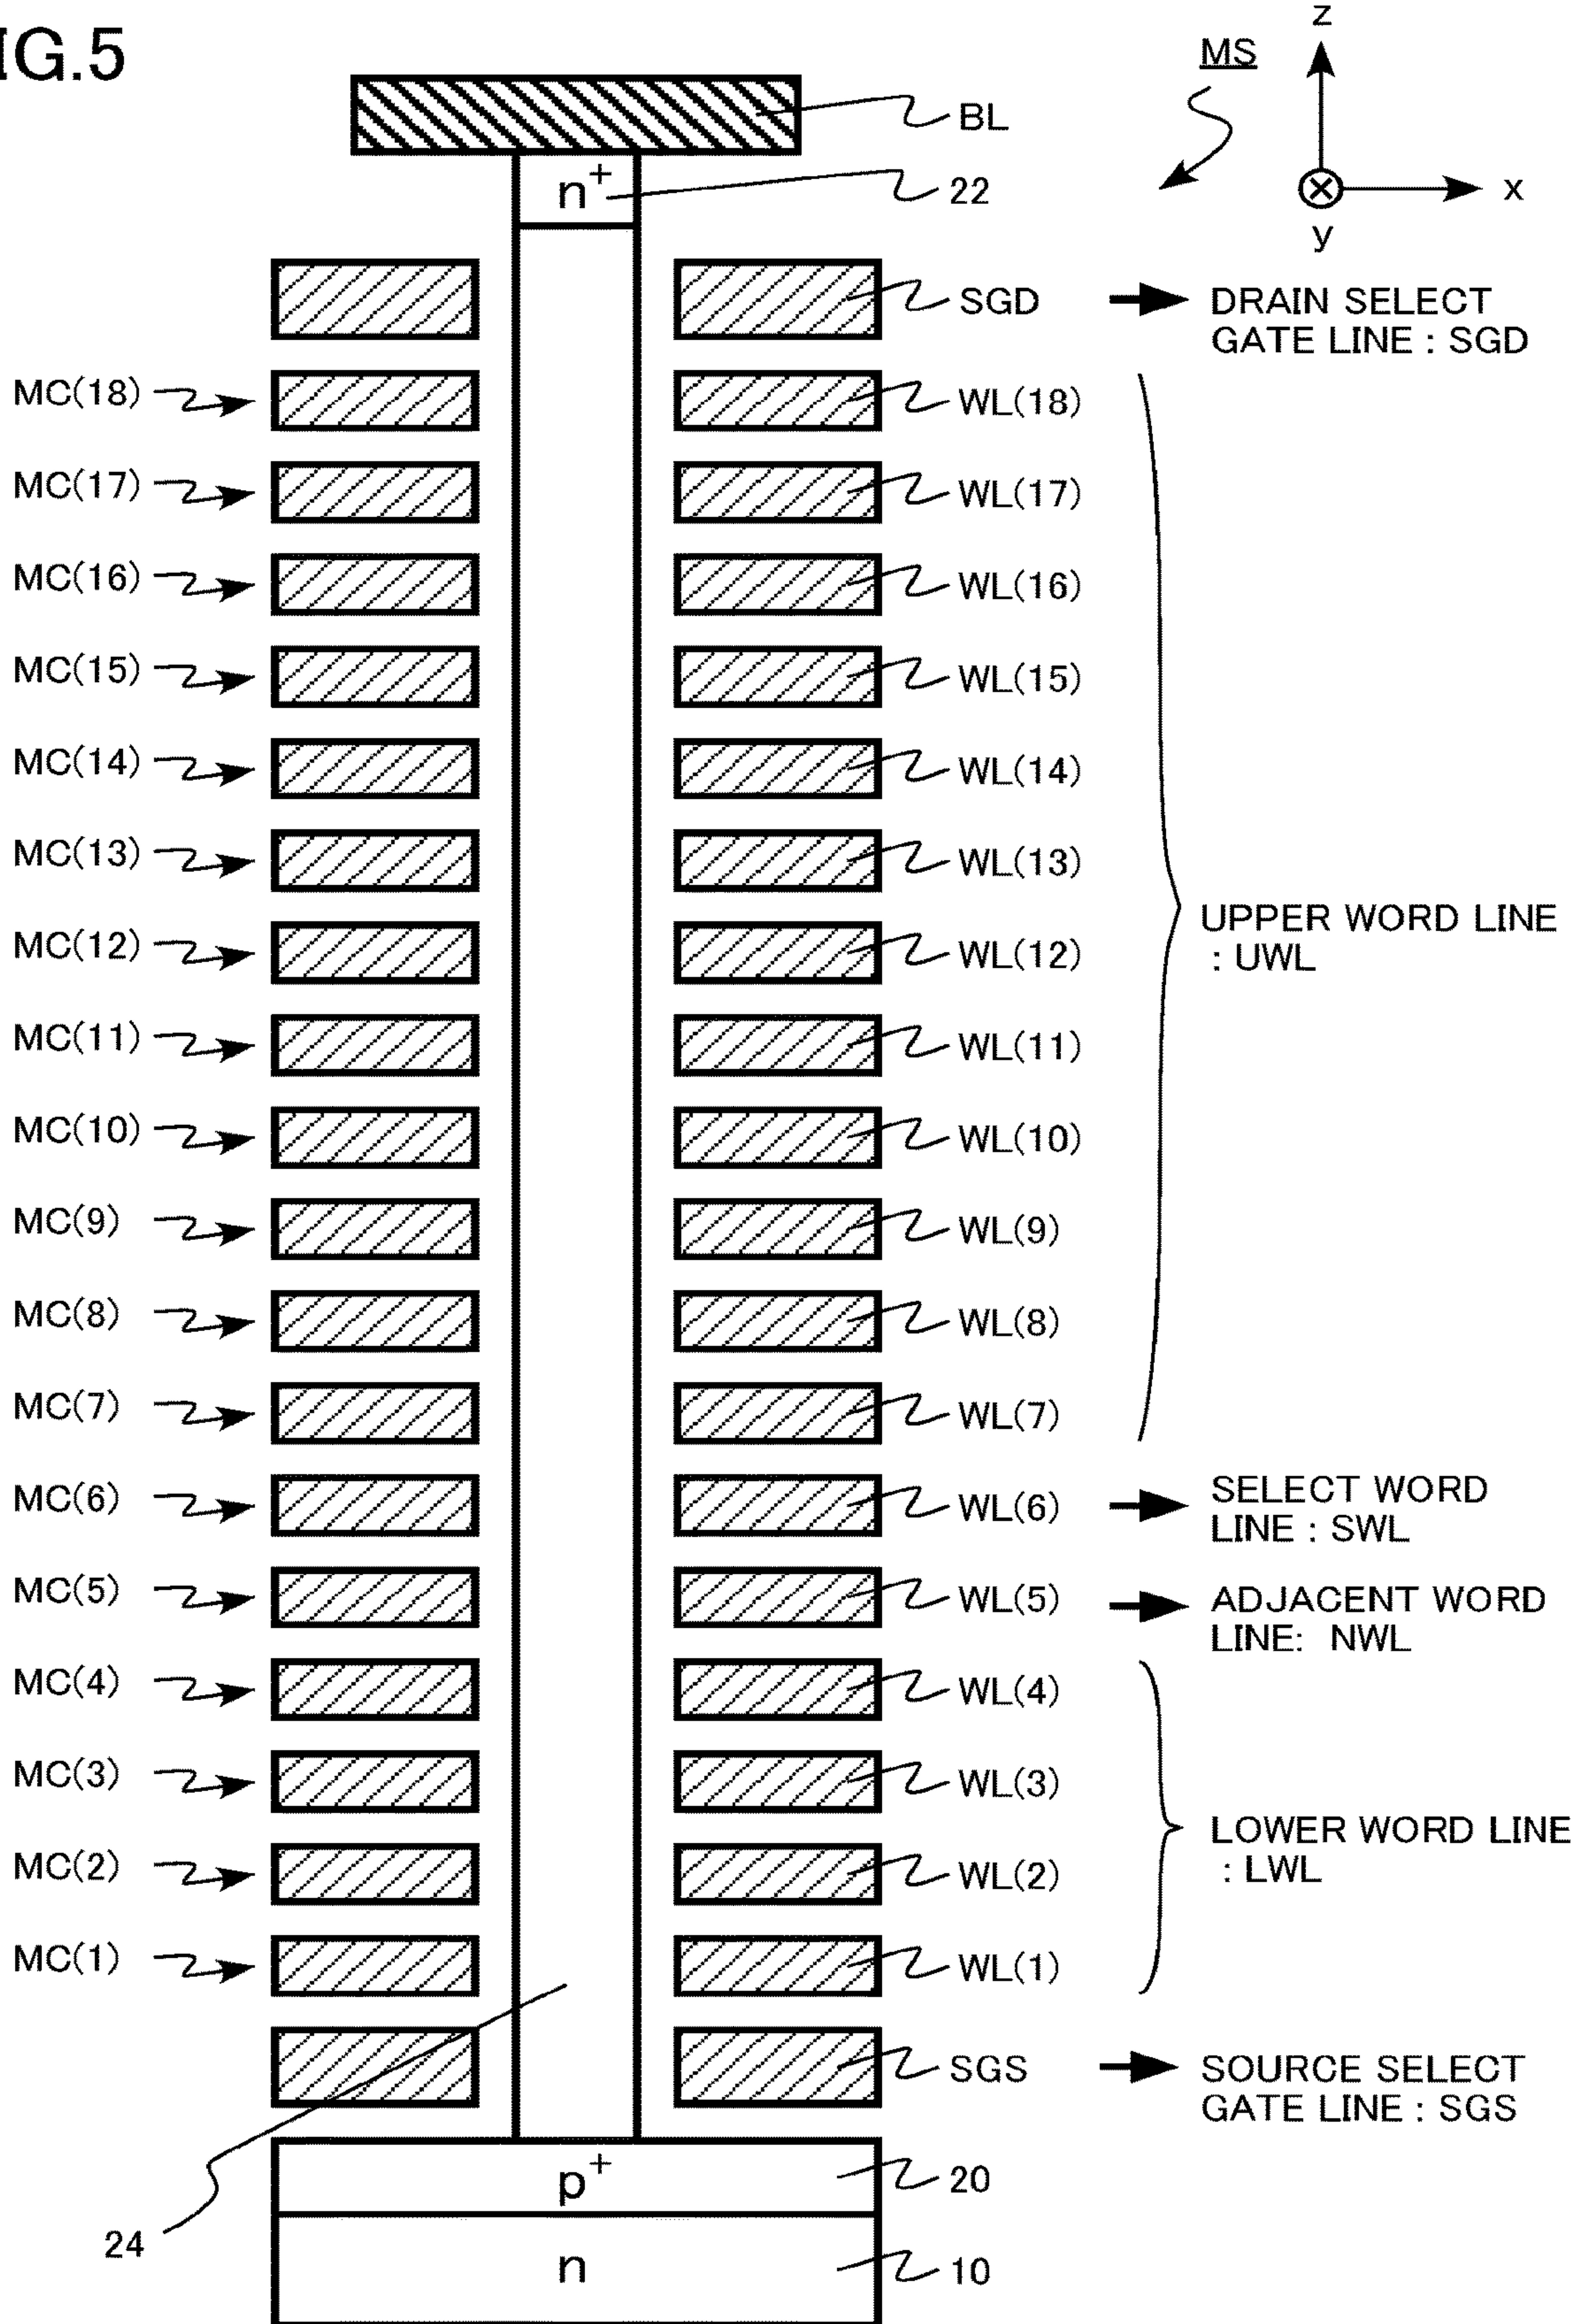 IG.5
MS
z
x
y
BL
n+
22
SGD
DRAIN SELECT
GATE LINE : SGD
MC(18)
WL(18)
MC(17)
WL(17)
MC(16)
WL(16)
MC(15)
WL(15)
MC(14)
WL(14)
MC(13)
WL(13)
MC(12)
WL(12)
UPPER WORD LINE
: UWL
MC(11)
WL(11)
MC(10)
WL(10)
MC(9)
WL(9)
MC(8)
WL(8)
MC(7)
WL(7)
MC(6)
WL(6)
SELECT WORD
LINE : SWL
MC(5)
WL(5)
ADJACENT WORD
LINE: NWL
MC(4)
WL(4)
MC(3)
WL(3)
LOWER WORD LINE
: LWL
MC(2)
WL(2)
MC(1)
WL(1)
SGS
SOURCE SELECT
GATE LINE : SGS
p+
20
24
n
10